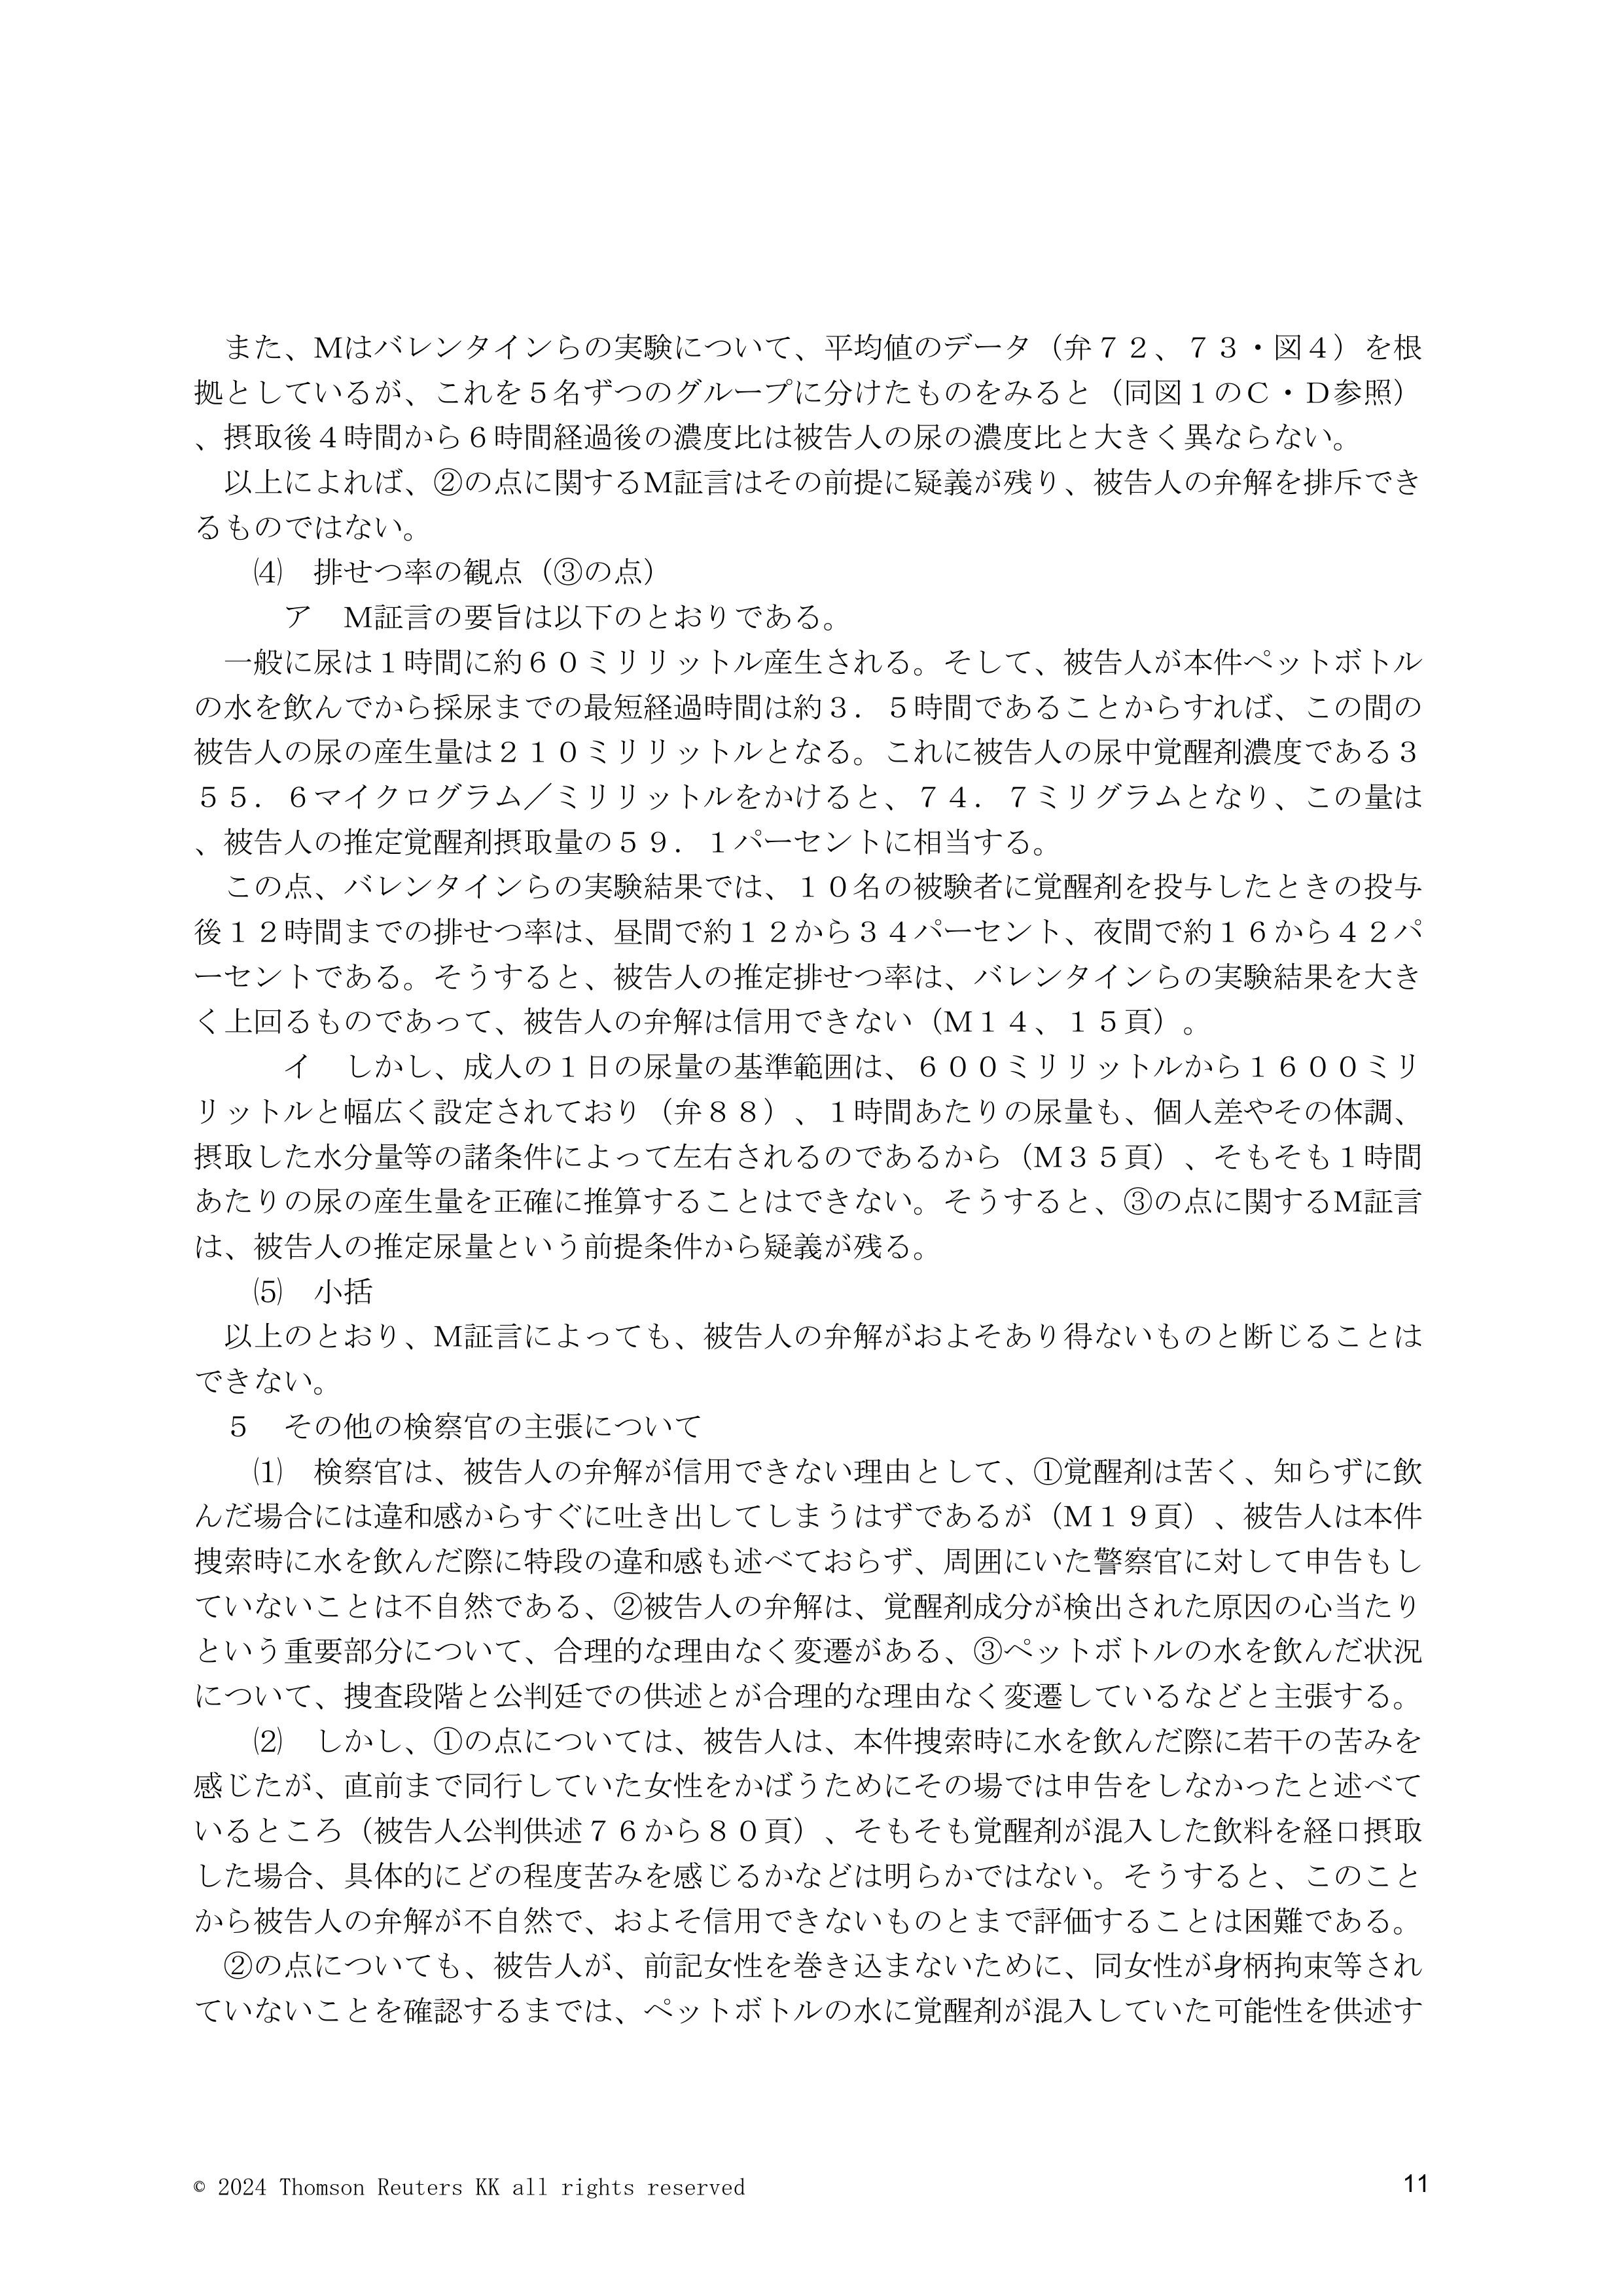 また、Mはバレンタインらの実験について、平均値のデータ（弁７２、７３・図４）を根
拠としているが、これを５名ずつのグループに分けたものをみると（同図１のＣ・Ｄ参照）
、摂取後４時間から６時間経過後の濃度比は被告人の尿の濃度比と大きく異ならない。
　以上によれば、②の点に関するM証言はその前提に疑義が残り、被告人の弁解を排斥でき
るものではない。
　　⑷　排せつ率の観点（③の点）
　　　ア　M証言の要旨は以下のとおりである。
　一般に尿は１時間に約６０ミリリットル産生される。そして、被告人が本件ペットボトル
の水を飲んでから採尿までの最短経過時間は約３．５時間であることからすれば、この間の
被告人の尿の産生量は２１０ミリリットルとなる。これに被告人の尿中覚醒剤濃度である３
５５．６マイクログラム／ミリリットルをかけると、７４．７ミリグラムとなり、この量は
、被告人の推定覚醒剤摂取量の５９．１パーセントに相当する。
　この点、バレンタインらの実験結果では、１０名の被験者に覚醒剤を投与したときの投与
後１２時間までの排せつ率は、昼間で約１２から３４パーセント、夜間で約１６から４２パ
ーセントである。そうすると、被告人の推定排せつ率は、バレンタインらの実験結果を大き
く上回るものであって、被告人の弁解は信用できない（M１４、１５頁）。
　　　イ　しかし、成人の１日の尿量の基準範囲は、６００ミリリットルから１６００ミリ
リットルと幅広く設定されており（弁８８）、１時間あたりの尿量も、個人差やその体調、
摂取した水分量等の諸条件によって左右されるのであるから（M３５頁）、そもそも１時間
あたりの尿の産生量を正確に推算することはできない。そうすると、③の点に関するM証言
は、被告人の推定尿量という前提条件から疑義が残る。
　　⑸　小括
　以上のとおり、M証言によっても、被告人の弁解がおよそあり得ないものと断じることは
できない。
　５　その他の検察官の主張について
　　⑴　検察官は、被告人の弁解が信用できない理由として、①覚醒剤は苦く、知らずに飲
んだ場合には違和感からすぐに吐き出してしまうはずであるが（M１９頁）、被告人は本件
捜索時に水を飲んだ際に特段の違和感も述べておらず、周囲にいた警察官に対して申告もし
ていないことは不自然である、②被告人の弁解は、覚醒剤成分が検出された原因の心当たり
という重要部分について、合理的な理由なく変遷がある、③ペットボトルの水を飲んだ状況
について、捜査段階と公判廷での供述とが合理的な理由なく変遷しているなどと主張する。
　　⑵　しかし、①の点については、被告人は、本件捜索時に水を飲んだ際に若干の苦みを
感じたが、直前まで同行していた女性をかばうためにその場では申告をしなかったと述べて
いるところ（被告人公判供述７６から８０頁）、そもそも覚醒剤が混入した飲料を経口摂取
した場合、具体的にどの程度苦みを感じるかなどは明らかではない。そうすると、このこと
から被告人の弁解が不自然で、およそ信用できないものとまで評価することは困難である。
　②の点についても、被告人が、前記女性を巻き込まないために、同女性が身柄拘束等され
ていないことを確認するまでは、ペットボトルの水に覚醒剤が混入していた可能性を供述す
© 2024 Thomson Reuters KK all rights reserved
11